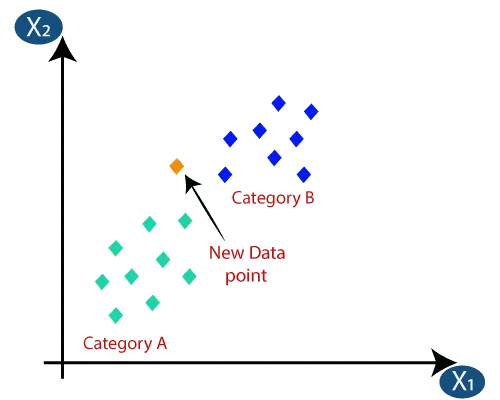 X₂
Category B
New Data
point
Category A
X₁